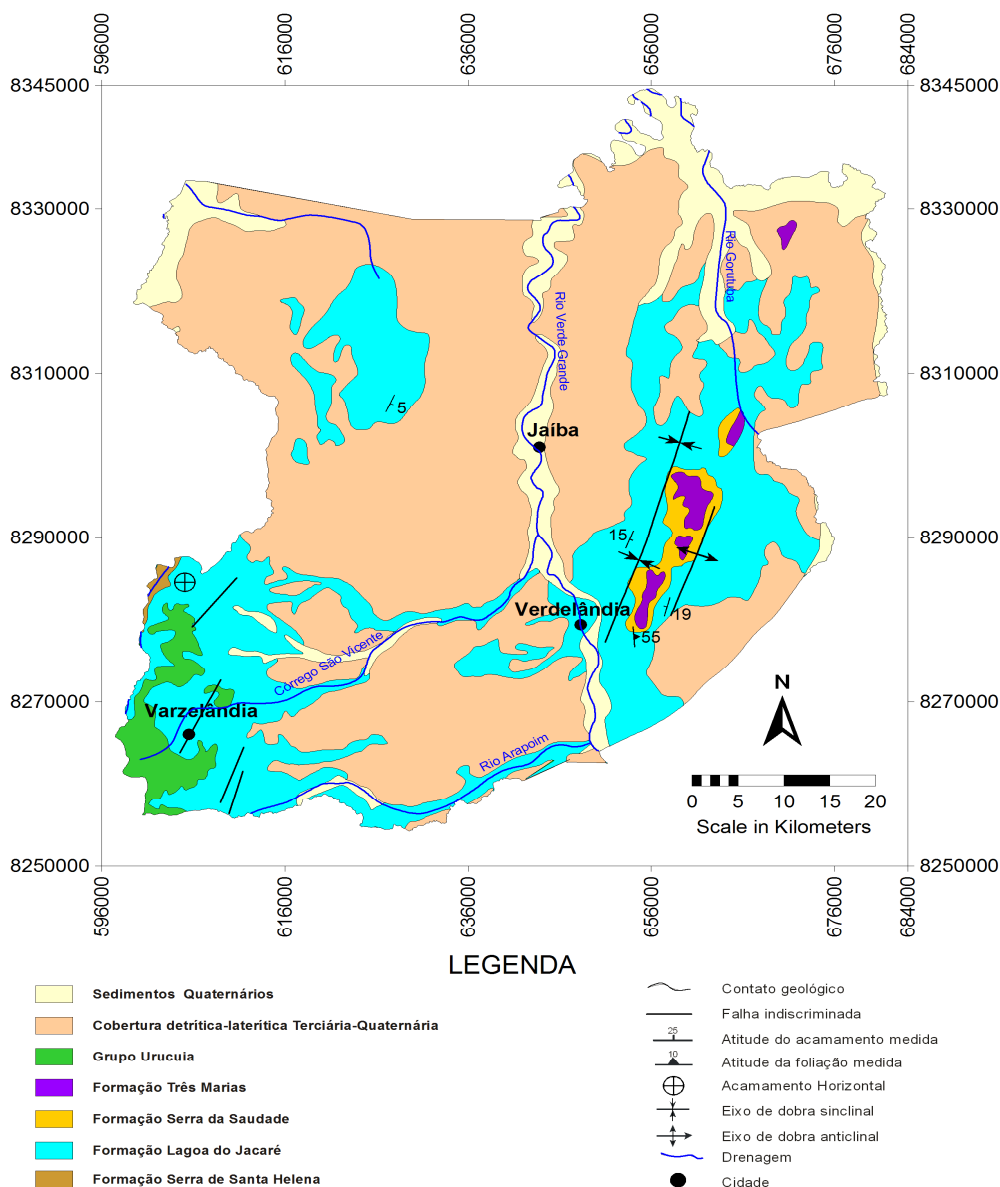 596000
616000
636000
656000
676000
684000
8345000
8345000
8330000
8330000
Rio Gorutuba
Rio Verde Grande
8310000
8310000
5
Jaíba
8290000
8290000
15
Verdelândia
19
55
Córrego São Vicente
8270000
8270000
Varzelândia
N
Rio Arapoim
0
5
10
15
20
Scale in Kilometers
8250000
8250000
596000
616000
636000
656000
676000
684000
LEGENDA
Sedimentos Quaternários
Cobertura detrítica-laterítica Terciária-Quaternária
Grupo Urucuia
Formação Três Marias
Formação Serra da Saudade
Formação Lagoa do Jacaré
Formação Serra de Santa Helena
Contato geológico
Falha indiscriminada
25
Atitude do acamamento medida
10
Atitude da foliação medida
Acamamento Horizontal
Eixo de dobra sinclinal
Eixo de dobra anticlinal
Drenagem
Cidade